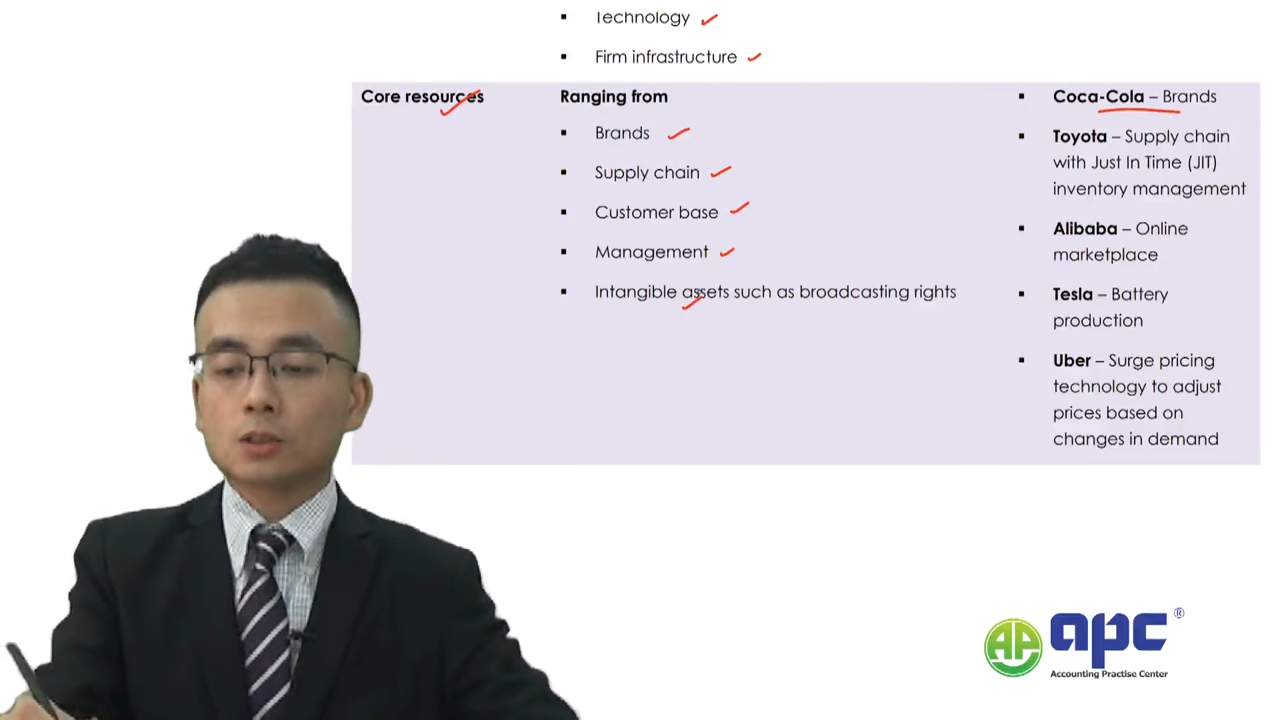 Technology
Firm infrastructure
Core resources
Ranging from
Brands
Supply chain
Customer base
Management
Intangible assets such as broadcasting rights
Coca-Cola – Brands
Toyota – Supply chain
with Just In Time (JIT)
inventory management
Alibaba – Online
marketplace
Tesla – Battery
production
Uber – Surge pricing
technology to adjust
prices based on
changes in demand
AP apc ®
Accounting Practise Center